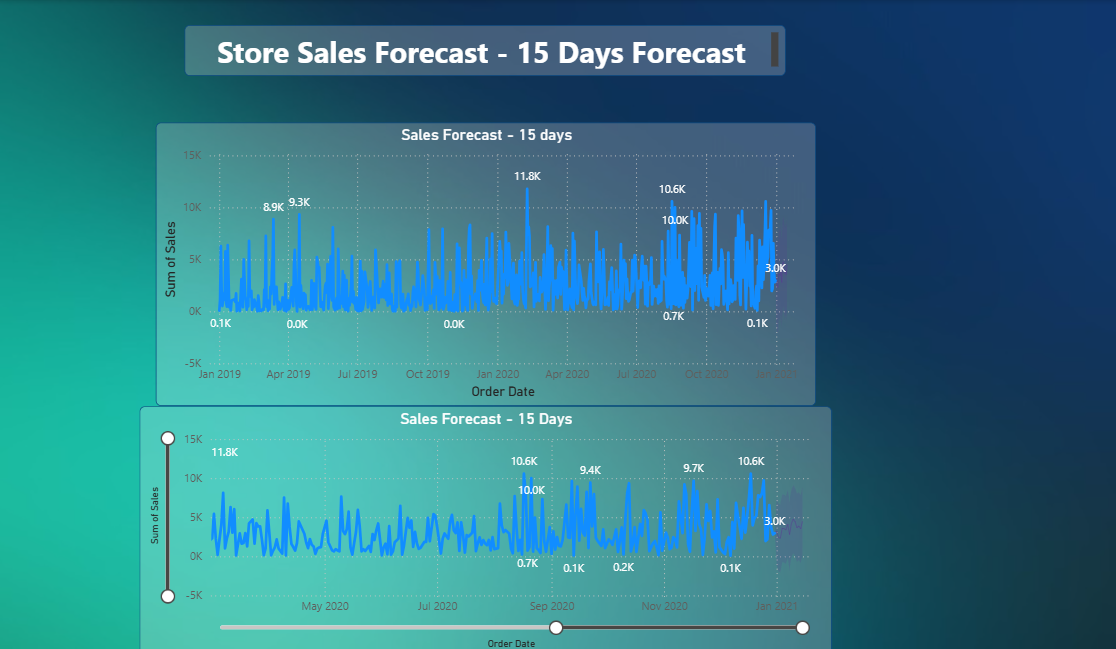 Store Sales Forecast - 15 Days Forecast
Sales Forecast - 15 days
15K
11.8K
10.6K
9.3K
8.9K
10K
10.0K
Sum of Sales
5K
3.0K
0K
0.1K
0.0K
0.0K
0.7K
0.1K
-5K
Jan 2019 Apr 2019 Jul 2019 Oct 2019 Jan 2020 Apr 2020 Jul 2020 Oct 2020
Order Date
Sales Forecast - 15 Days
15K
11.8K
10.6K
9.4K
9.7K
10.6K
10K
10.0K
Sum of Sales
5K
3.0K
0K
0.7K
0.1K
0.2K
0.1K
-5K
May 2020 Jul 2020 Sep 2020 Nov 2020 Jan 2021
Order Date